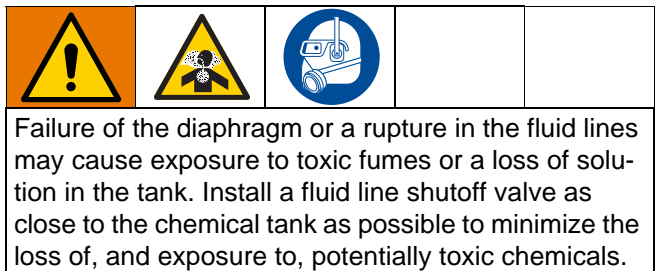 Failure of the diaphragm or a rupture in the fluid lines
may cause exposure to toxic fumes or a loss of solu-
tion in the tank. Install a fluid line shutoff valve as
close to the chemical tank as possible to minimize the
loss of, and exposure to, potentially toxic chemicals.